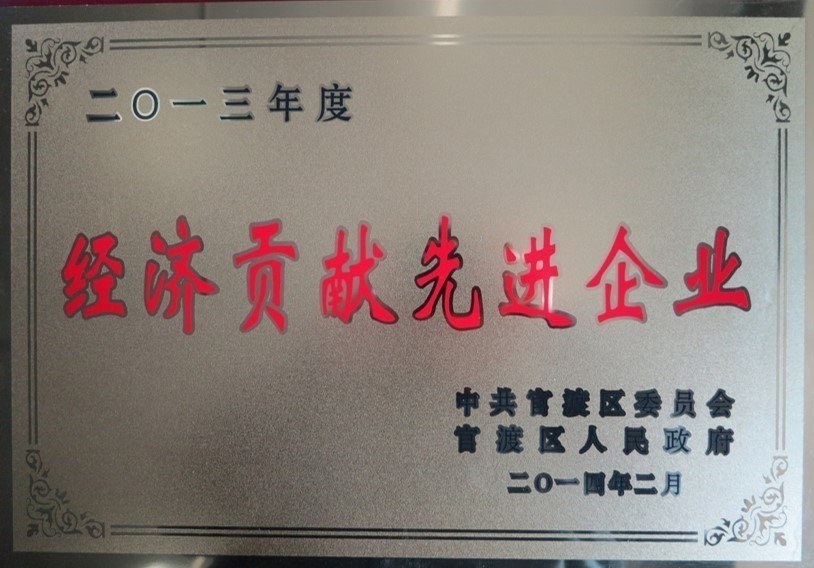 二〇一三年度
经济贡献先进企业
中共官渡区委员会
官渡区人民政府
二〇一四年二月